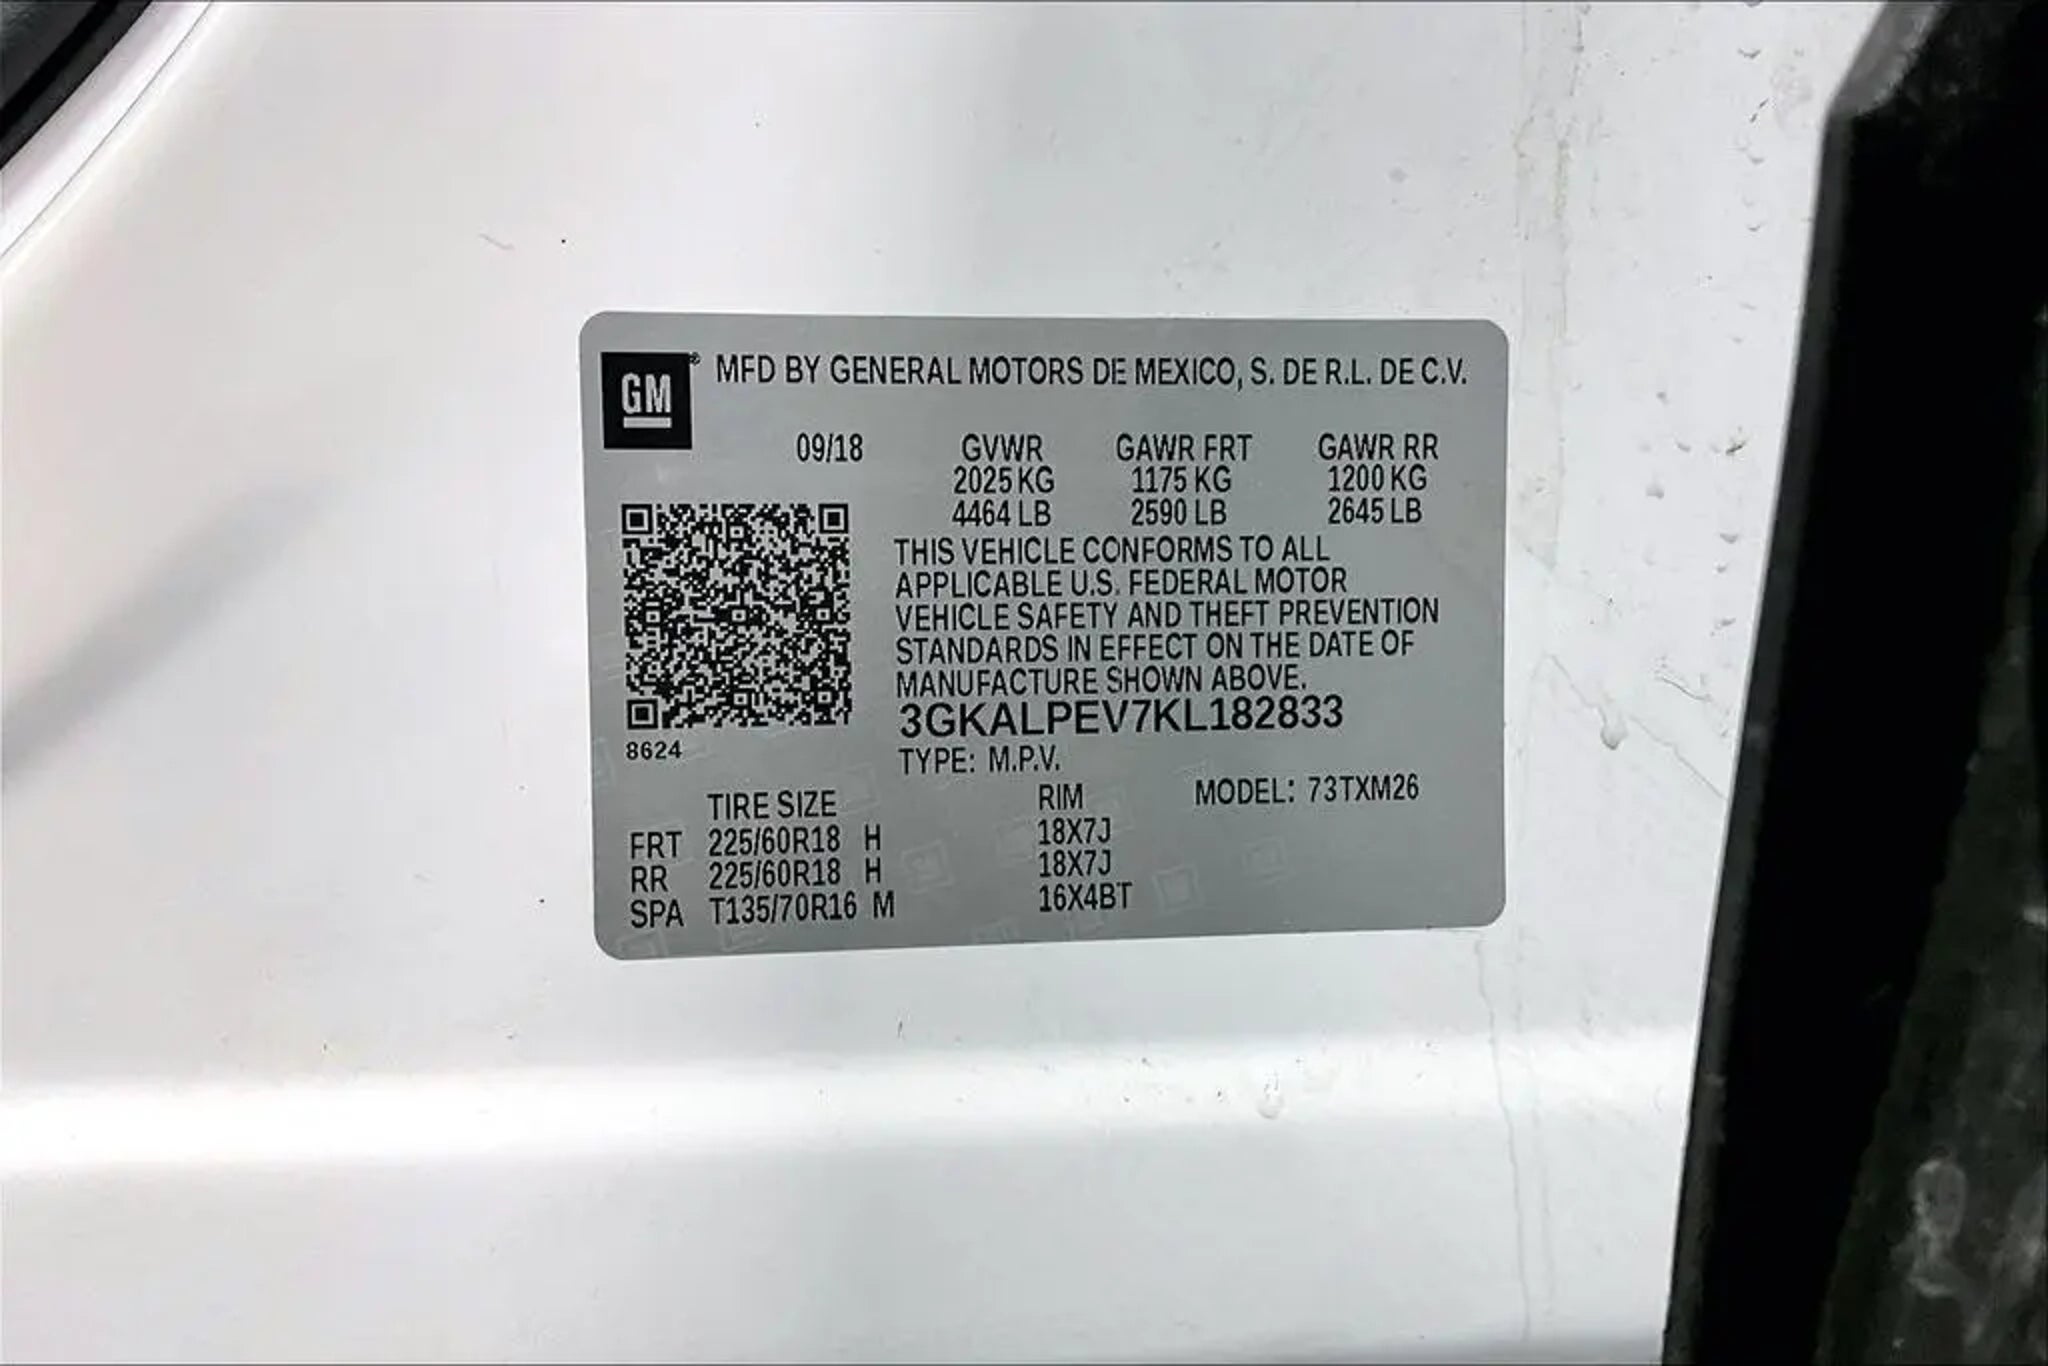 GM® MFD BY GENERAL MOTORS DE MEXICO, S. DE R.L. DE C.V.
09/18 GVWR GAWR FRT GAWR RR
2025 KG 1175 KG 1200 KG
4464 LB 2590 LB 2645 LB
THIS VEHICLE CONFORMS TO ALL
APPLICABLE U.S. FEDERAL MOTOR
VEHICLE SAFETY AND THEFT PREVENTION
STANDARDS IN EFFECT ON THE DATE OF
MANUFACTURE SHOWN ABOVE.
3GKALPEV7KL182833
8624
TYPE: M.P.V.
TIRE SIZE RIM MODEL: 73TXM26
FRT 225/60R18 H 18X7J
RR 225/60R18 H 18X7J
SPA T135/70R16 M 16X4BT